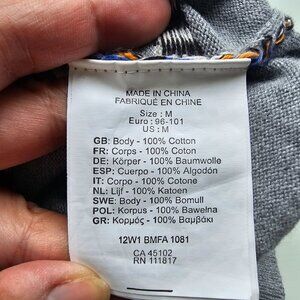 MADE IN CHINA
FABRIQUÉ EN CHINE
Size : M
Euro : 96-101
US : M
GB: Body - 100% Cotton
FR: Corps - 100% Coton
DE: Körper - 100% Baumwolle
ESP: Cuerpo - 100% Algodón
IT: Corpo - 100% Cotone
NL: Lijf - 100% Katoen
SWE: Body - 100% Bomull
POL: Korpus - 100% Bawełna
GR: Κορμός - 100% Βαμβάκι
12W1 BMFA 1081
CA 45102
RN 111817